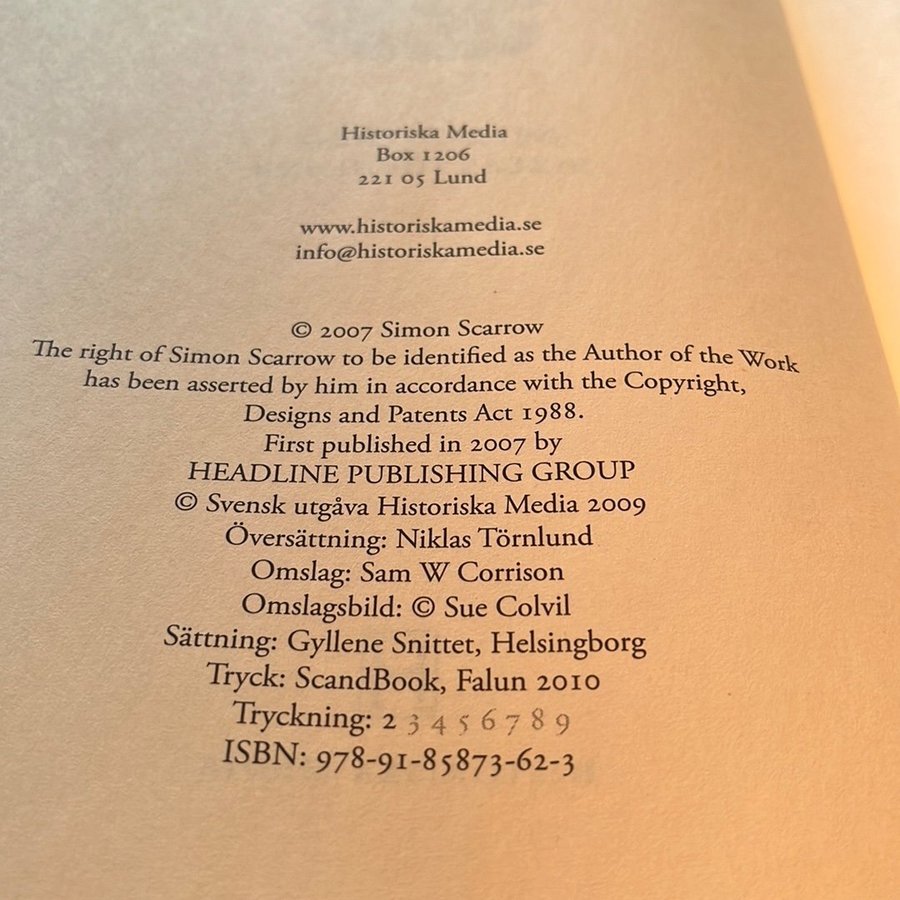 Historiska Media
Box 1206
221 05 Lund
www.historiskamedia.se
info@historiskamedia.se
© 2007 Simon Scarrow
The right of Simon Scarrow to be identified as the Author of the Work
has been asserted by him in accordance with the Copyright,
Designs and Patents Act 1988.
First published in 2007 by
HEADLINE PUBLISHING GROUP
© Svensk utgåva Historiska Media 2009
Översättning: Niklas Törnlund
Omslag: Sam W Corrison
Omslagsbild: © Sue Colvil
Sättning: Gyllene Snittet, Helsingborg
Tryck: ScandBook, Falun 2010
Tryckning: 2 3 4 5 6 7 8 9
ISBN: 978-91-85873-62-3